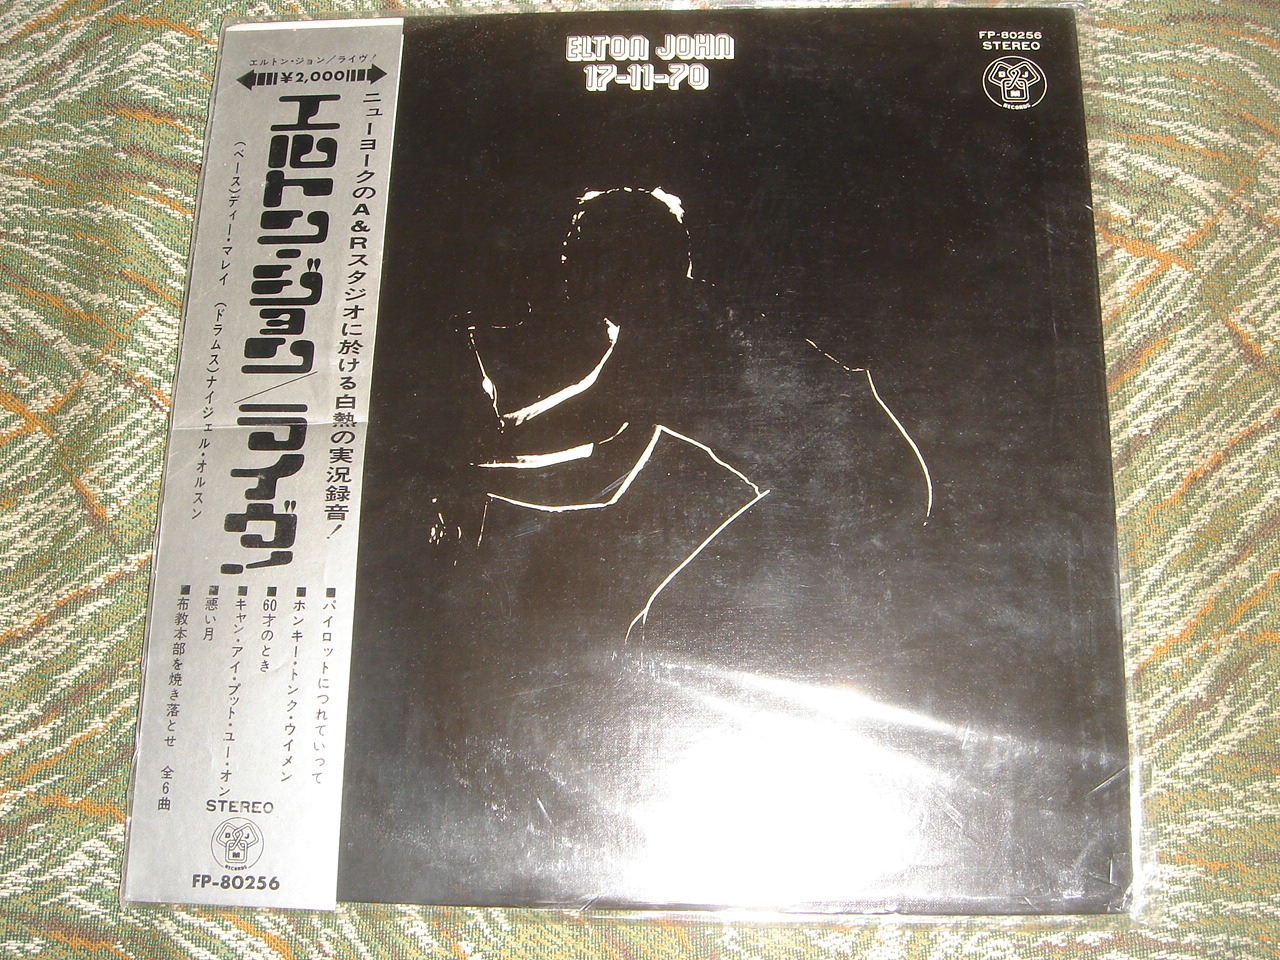 エルトン・ジョン/ライヴ!
¥2,000
ニューヨークのA&Rスタジオに於ける白熱の実況録音!
エルトン・ジョン/ライヴ!
(ベース)ディー・マレイ (ドラムス)ナイジェル・オルスン
■パイロットにつれていって
■ホンキー・トンク・ウイメン
■60才のとき
■キャン・アイ・プット・ユー・オン
■悪い月
■布教本部を焼き落とせ 全6曲
STEREO
DJM
RECORDS
FP-80256
ELTON JOHN
17-11-70
FP-80256
STEREO
DJM
RECORDS